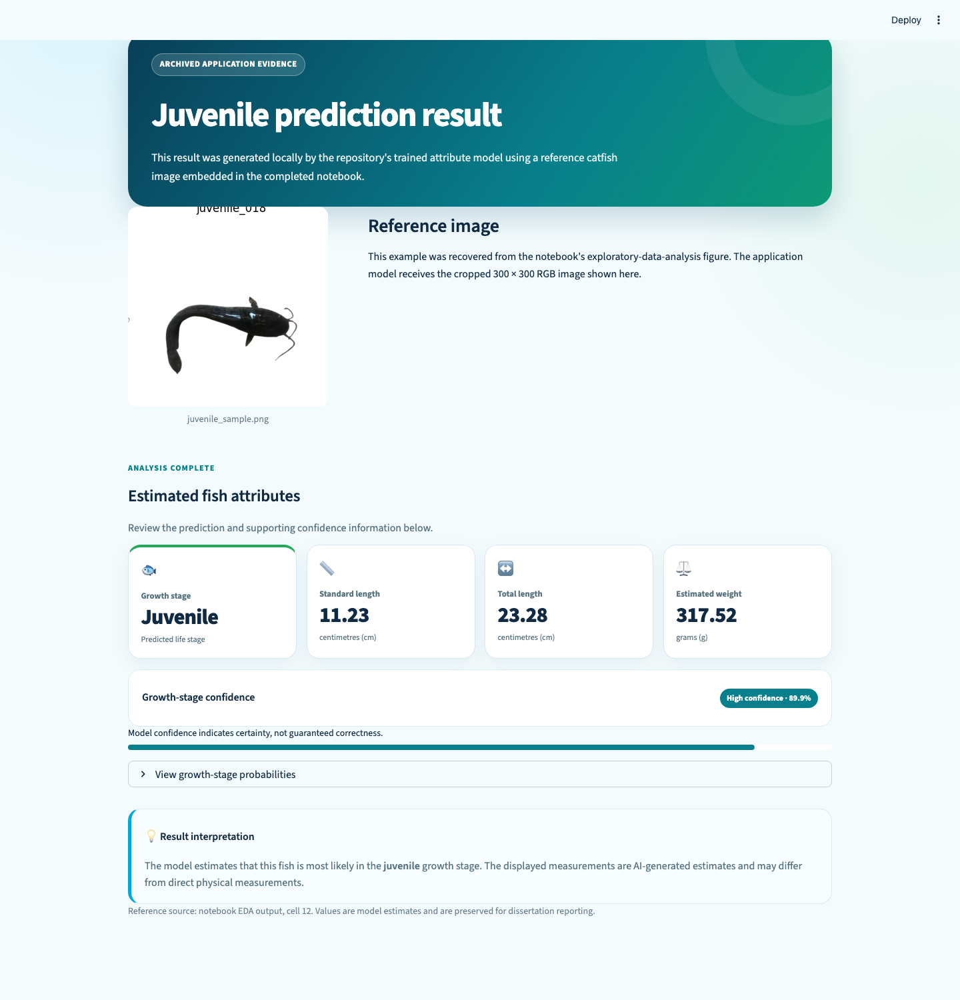 Deploy
ARCHIVED APPLICATION EVIDENCE
Juvenile prediction result
This result was generated locally by the repository's trained attribute model using a reference catfish
image embedded in the completed notebook.
juvenile_018
Reference image
This example was recovered from the notebook's exploratory-data-analysis figure. The application
model receives the cropped 300 × 300 RGB image shown here.
juvenile_sample.png
ANALYSIS COMPLETE
Estimated fish attributes
Review the prediction and supporting confidence information below.
Growth stage
Juvenile
Predicted life stage
Standard length
11.23
centimetres (cm)
Total length
23.28
centimetres (cm)
Estimated weight
317.52
grams (g)
Growth-stage confidence
High confidence · 89.9%
Model confidence indicates certainty, not guaranteed correctness.
View growth-stage probabilities
Result interpretation
The model estimates that this fish is most likely in the juvenile growth stage. The displayed measurements are AI-generated estimates and may differ
from direct physical measurements.
Reference source: notebook EDA output, cell 12. Values are model estimates and are preserved for dissertation reporting.